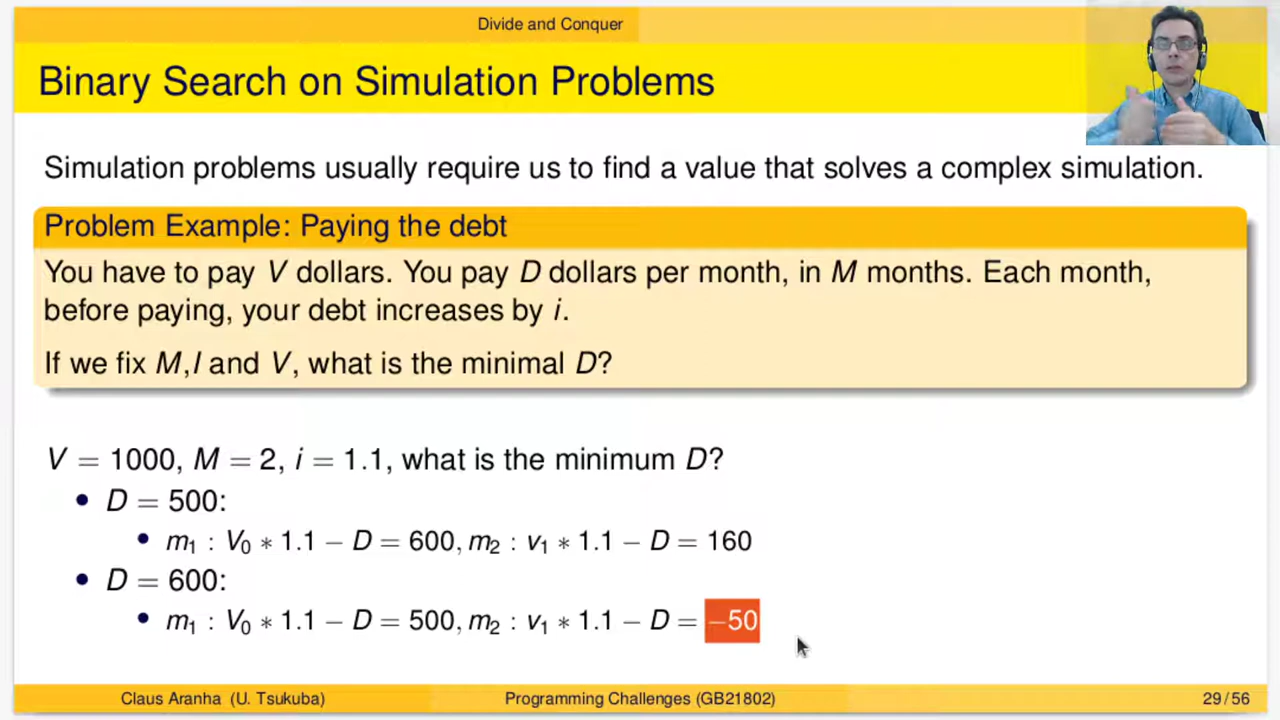 Divide and Conquer
Binary Search on Simulation Problems
Simulation problems usually require us to find a value that solves a complex simulation.
Problem Example: Paying the debt
You have to pay V dollars. You pay D dollars per month, in M months. Each month,
before paying, your debt increases by i.
If we fix M,I and V, what is the minimal D?
V = 1000, M = 2, i = 1.1, what is the minimum D?
• D = 500:
• m₁ : V₀ ∗ 1.1 − D = 600, m₂ : v₁ ∗ 1.1 − D = 160
• D = 600:
• m₁ : V₀ ∗ 1.1 − D = 500, m₂ : v₁ ∗ 1.1 − D = −50
Claus Aranha (U. Tsukuba) Programming Challenges (GB21802) 29 / 56